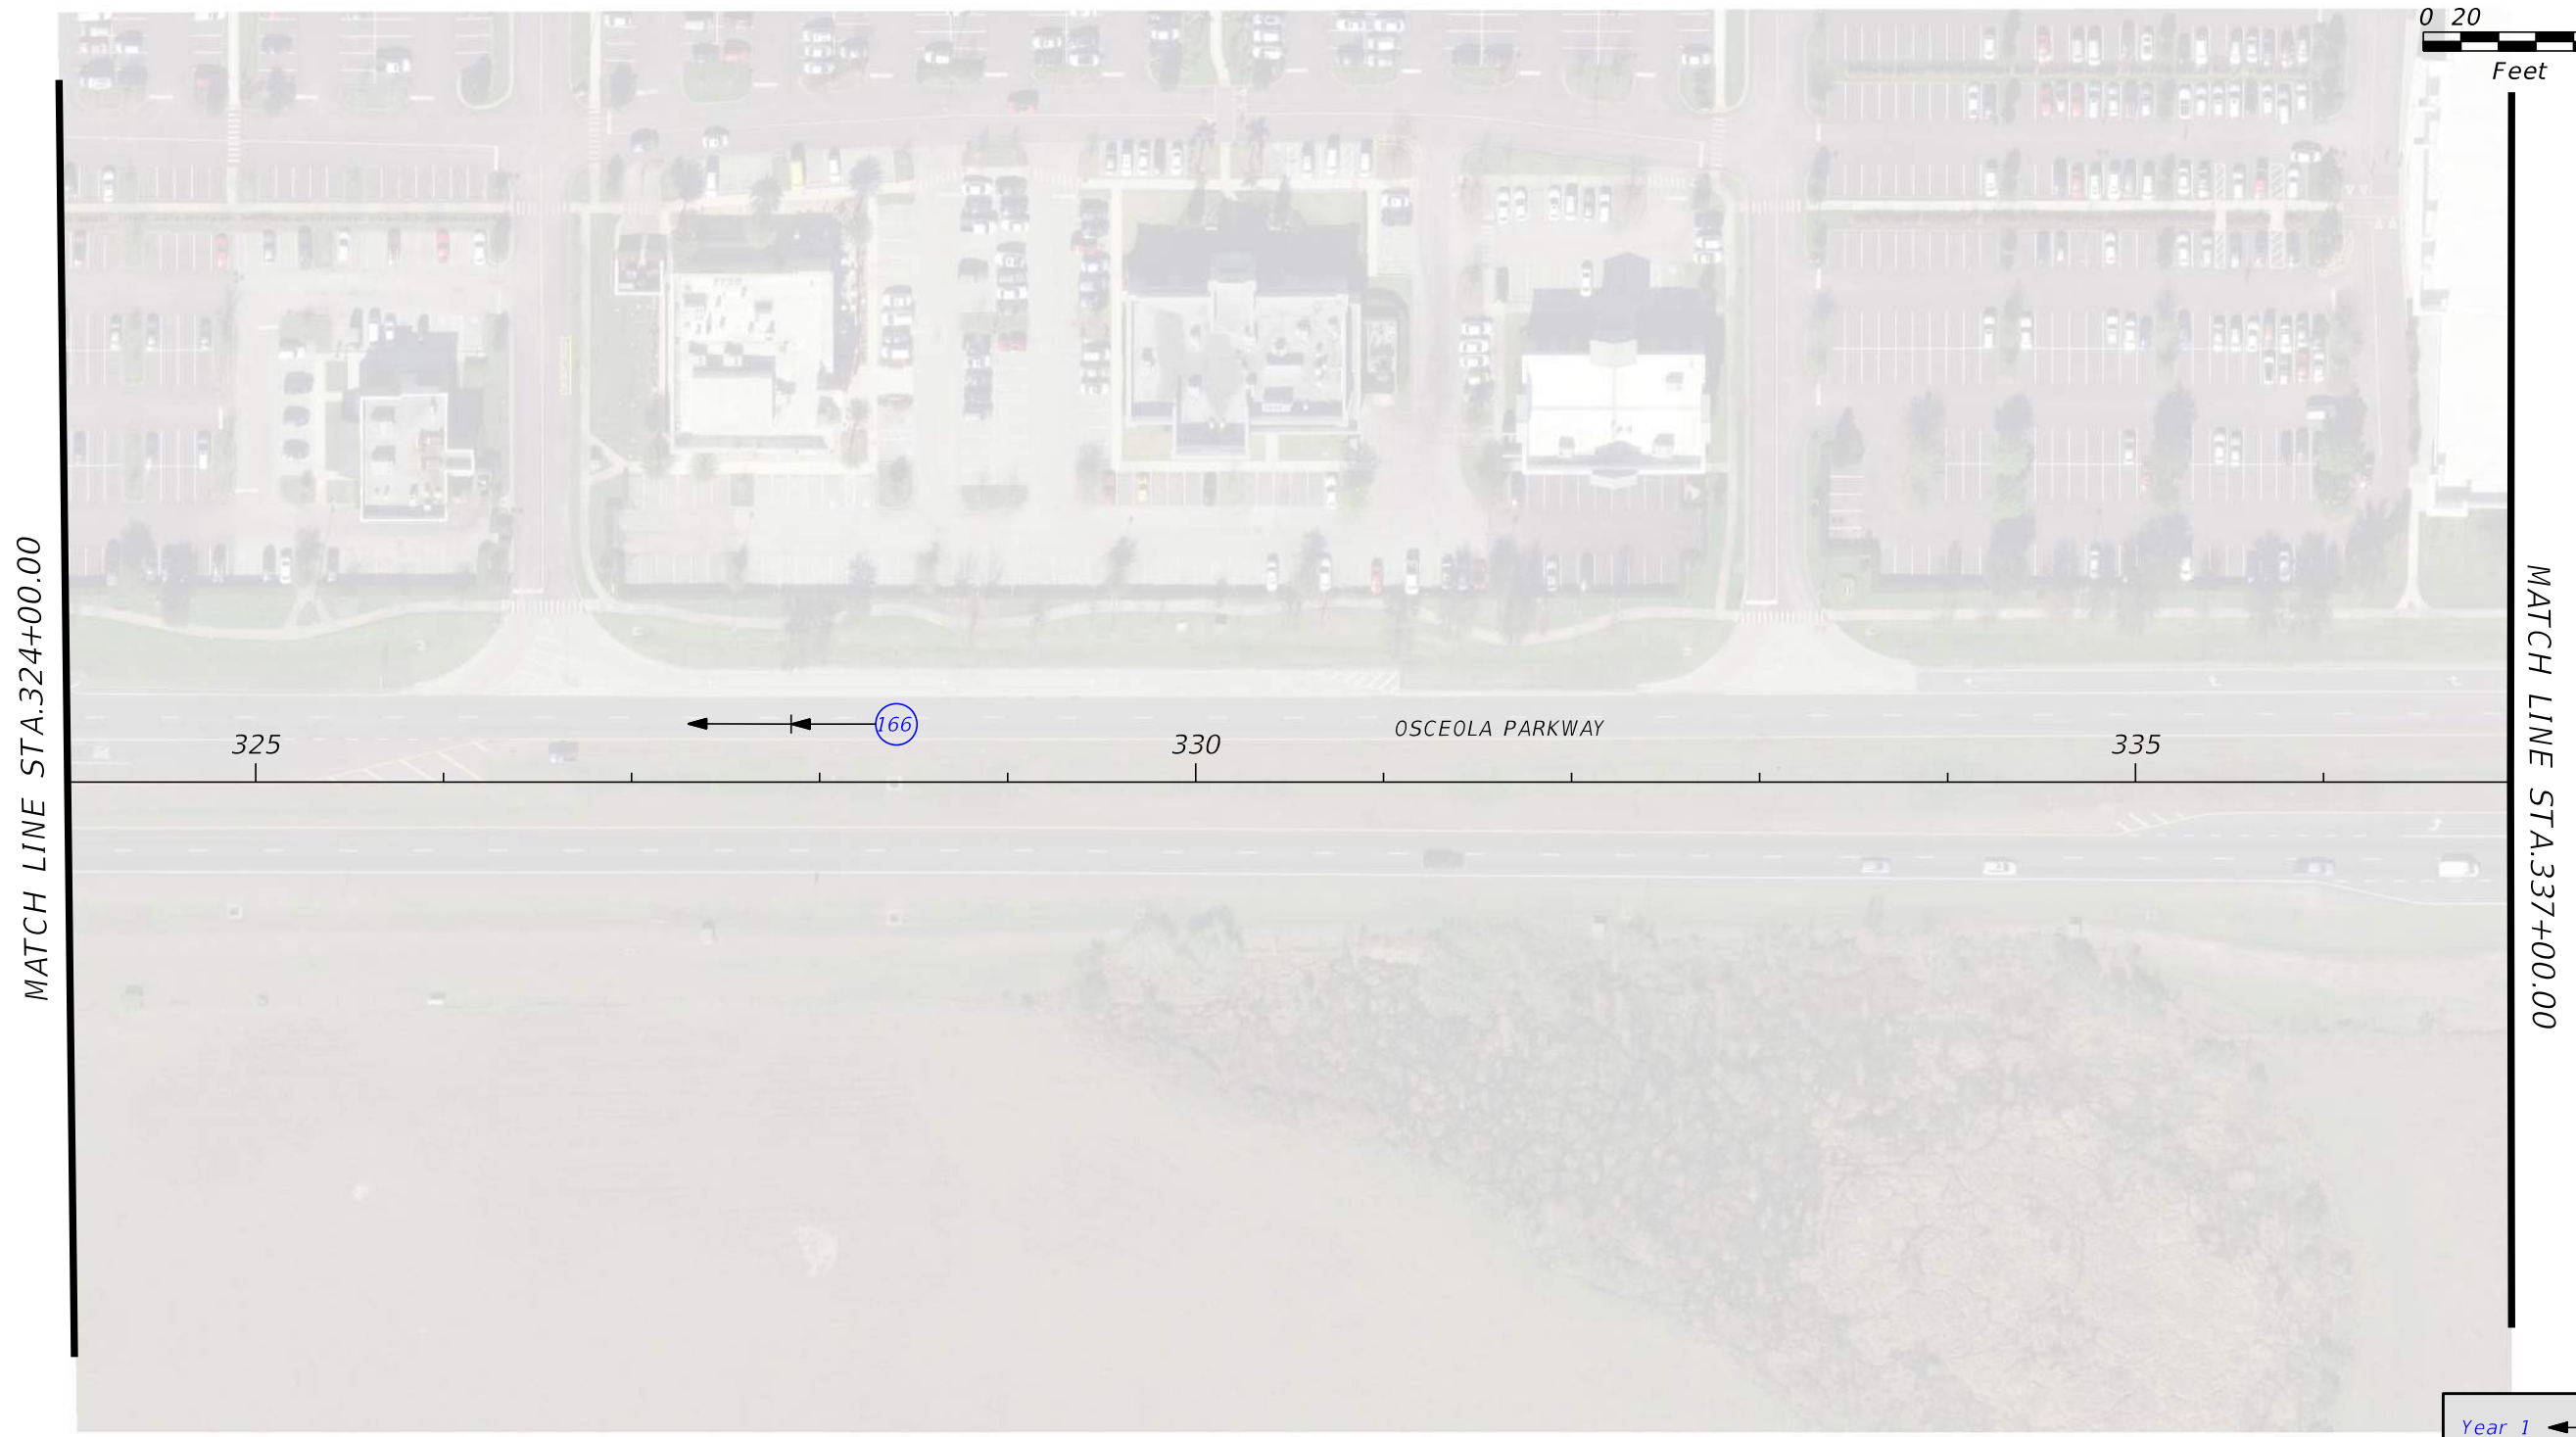 0 20
Feet
MATCH LINE STA.324+00.00
MATCH LINE STA.337+00.00
166
OSCEOLA PARKWAY
325
330
335
Year 1